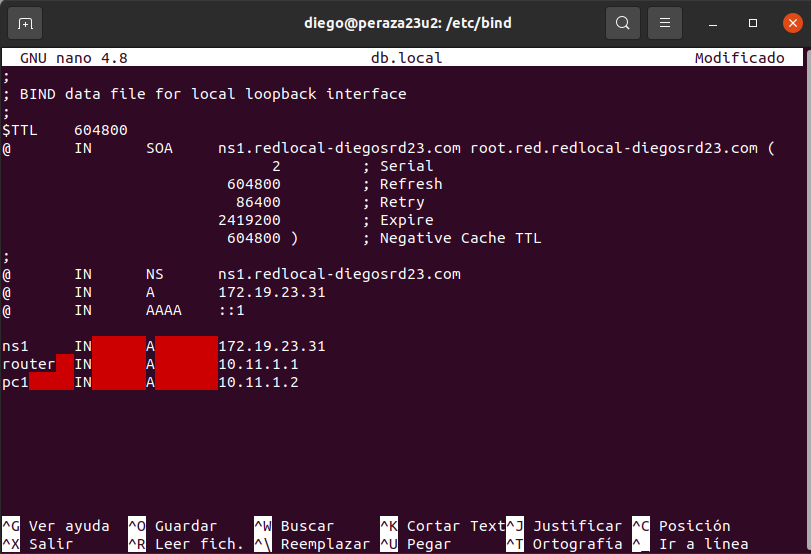 diego@peraza23u2: /etc/bind
GNU nano 4.8 db.local Modificado
;
; BIND data file for local loopback interface
;
$TTL 604800
@ IN SOA ns1.redlocal-diegosrd23.com root.red.redlocal-diegosrd23.com (
2 ; Serial
604800 ; Refresh
86400 ; Retry
2419200 ; Expire
604800 ) ; Negative Cache TTL
;
@ IN NS ns1.redlocal-diegosrd23.com
@ IN A 172.19.23.31
@ IN AAAA ::1
ns1 IN A 172.19.23.31
router IN A 10.11.1.1
pc1 IN A 10.11.1.2
^G Ver ayuda ^O Guardar ^W Buscar ^K Cortar Text ^J Justificar ^C Posición
^X Salir ^R Leer fich. ^\ Reemplazar ^U Pegar ^T Ortografía ^_ Ir a línea